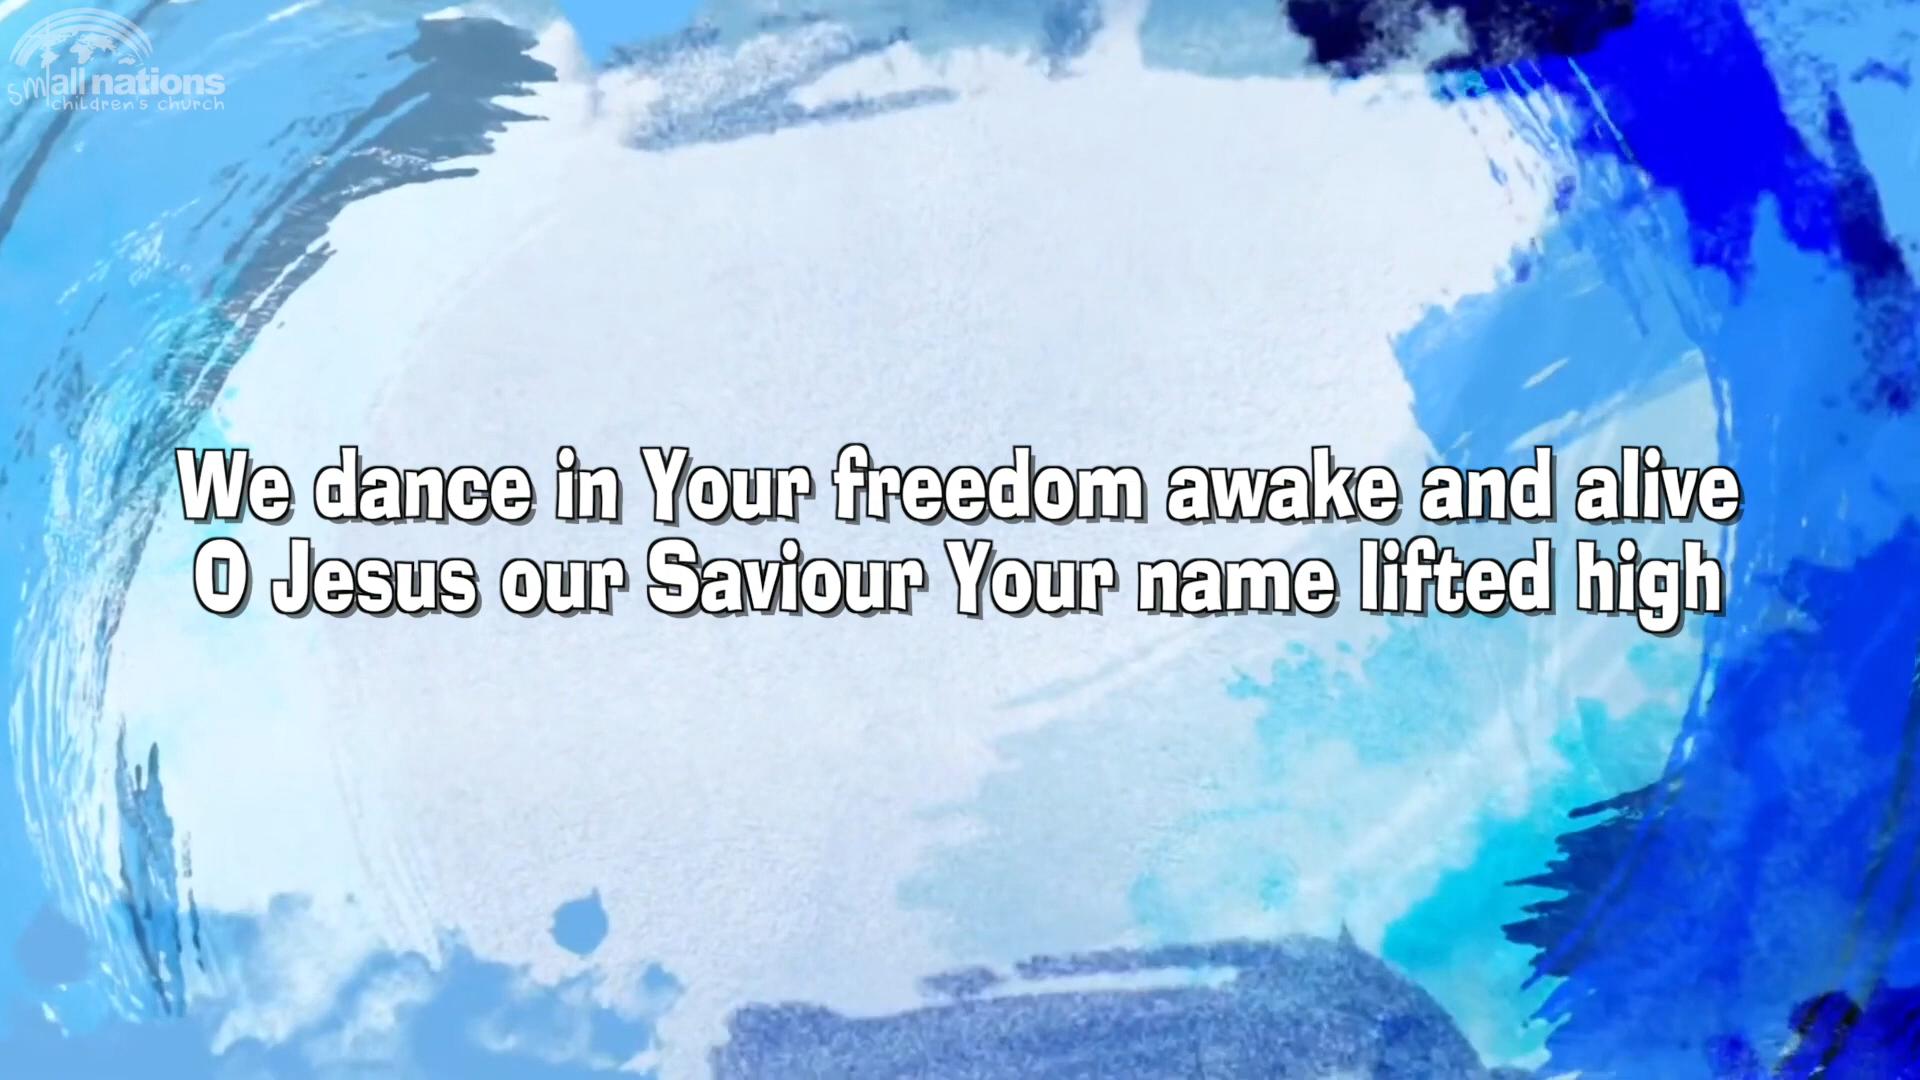 small nations
children's church
We dance in Your freedom awake and alive
O Jesus our Saviour Your name lifted high